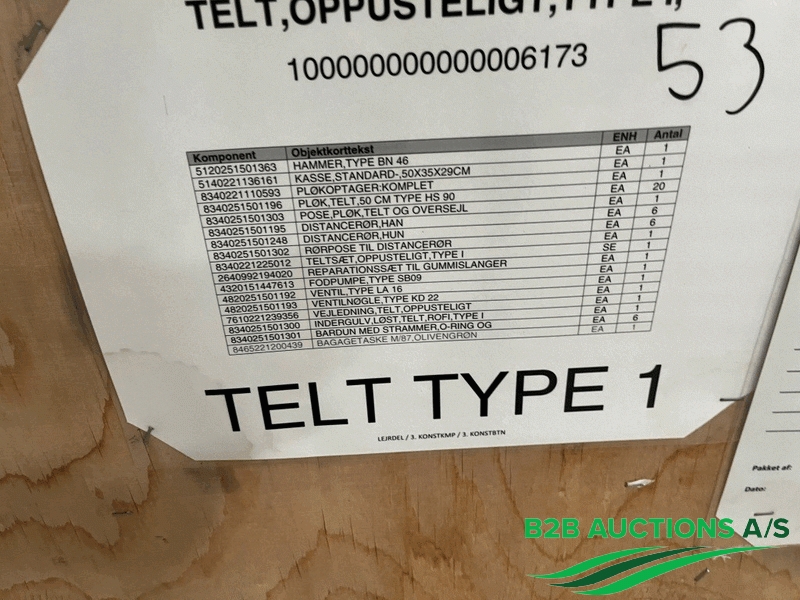 TELT,OPPUSTELIGT,TYPE I,
100000000000006173
53
Komponent Objektkorttekst ENH Antal
5120251501363 HAMMER,TYPE BN 46 EA 1
5140221136161 KASSE,STANDARD-,50X35X29CM EA 1
8340221110593 PLØKOPTAGER:KOMPLET EA 1
8340251501196 PLØK,TELT,50 CM TYPE HS 90 EA 20
8340251501303 POSE,PLØK,TELT OG OVERSEJL EA 1
8340251501195 DISTANCERØR,HAN EA 6
8340251501248 DISTANCERØR,HUN EA 6
8340251501302 RØRPOSE TIL DISTANCERØR EA 1
8340221225012 TELTSÆT,OPPUSTELIGT,TYPE I SE 1
2640992194020 REPARATIONSSÆT TIL GUMMISLANGER EA 1
4320151447613 FODPUMPE,TYPE SB09 EA 1
4820251501192 VENTIL,TYPE LA 16 EA 1
4820251501193 VENTILNØGLE,TYPE KD 22 EA 1
7610221239356 VEJLEDNING,TELT,OPPUSTELIGT EA 1
8340251501300 INDERGULV,LØST,TELT,ROFI,TYPE I EA 1
8340251501301 BARDUN MED STRAMMER,O-RING OG EA 6
8465221200439 BAGAGETASKE M/87,OLIVENGRØN EA 1
TELT TYPE 1
LEJRDEL / 3. KONSTKMP / 3. KONSTBTN
Pakket af:
Dato:
B2B AUCTIONS A/S